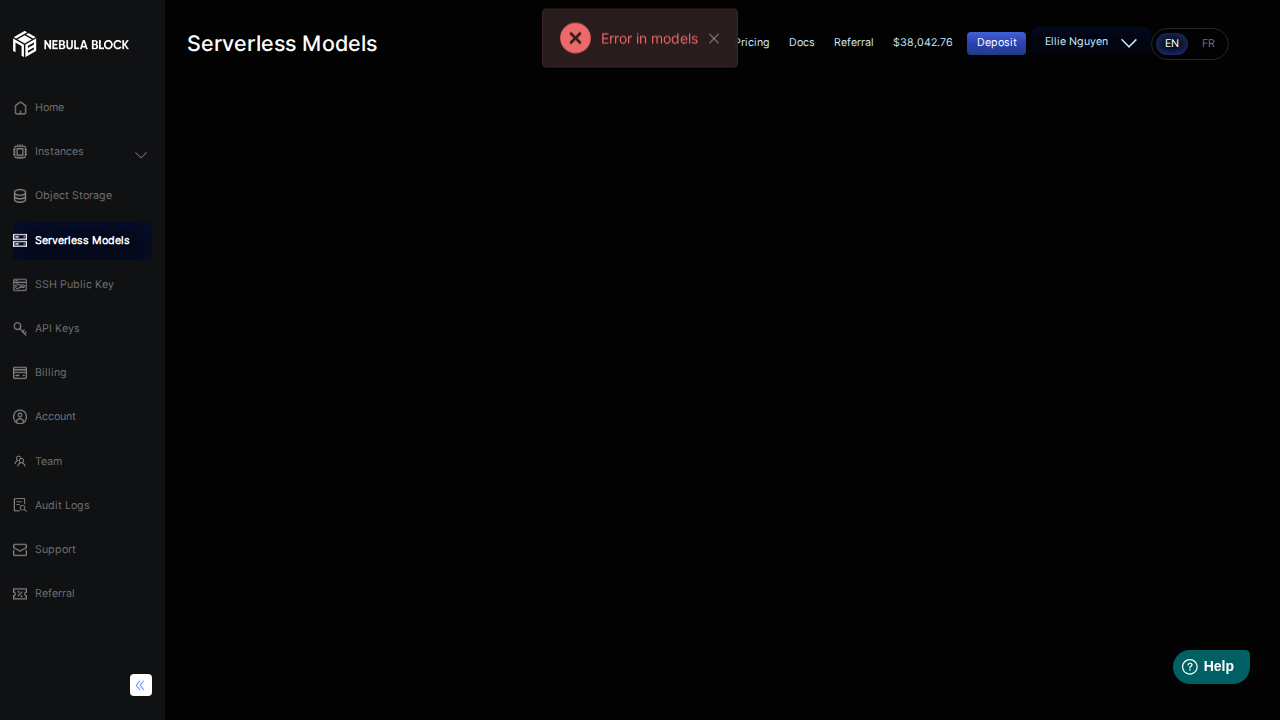 NEBULA BLOCK
Home
Instances
Object Storage
Serverless Models
SSH Public Key
API Keys
Billing
Account
Team
Audit Logs
Support
Referral
Serverless Models
Error in models
Pricing
Docs
Referral
$38,042.76
Deposit
Ellie Nguyen
EN
FR
Help